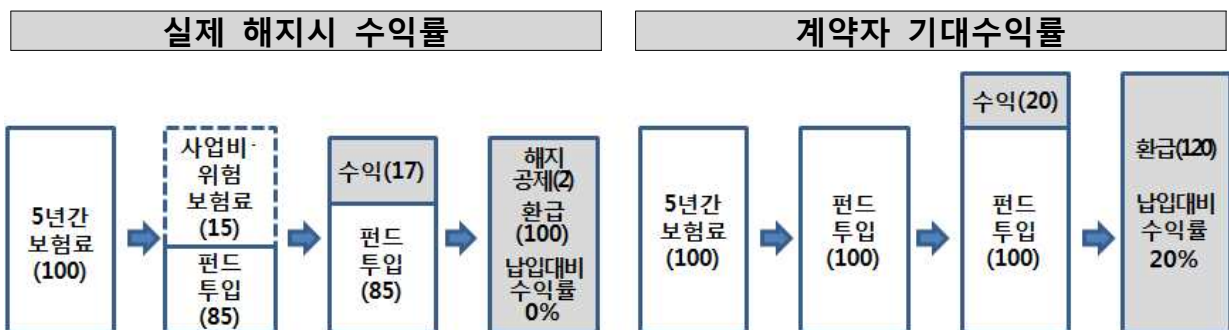 실제 해지시 수익률
5년간
보험료
(100)
사업비·
위험
보험료
(15)
펀드
투입
(85)
수익(17)
펀드
투입
(85)
해지
공제(2)
환급
(100)
납입대비
수익률
0%
계약자 기대수익률
5년간
보험료
(100)
펀드
투입
(100)
수익(20)
펀드
투입
(100)
환급(120)
납입대비
수익률
20%